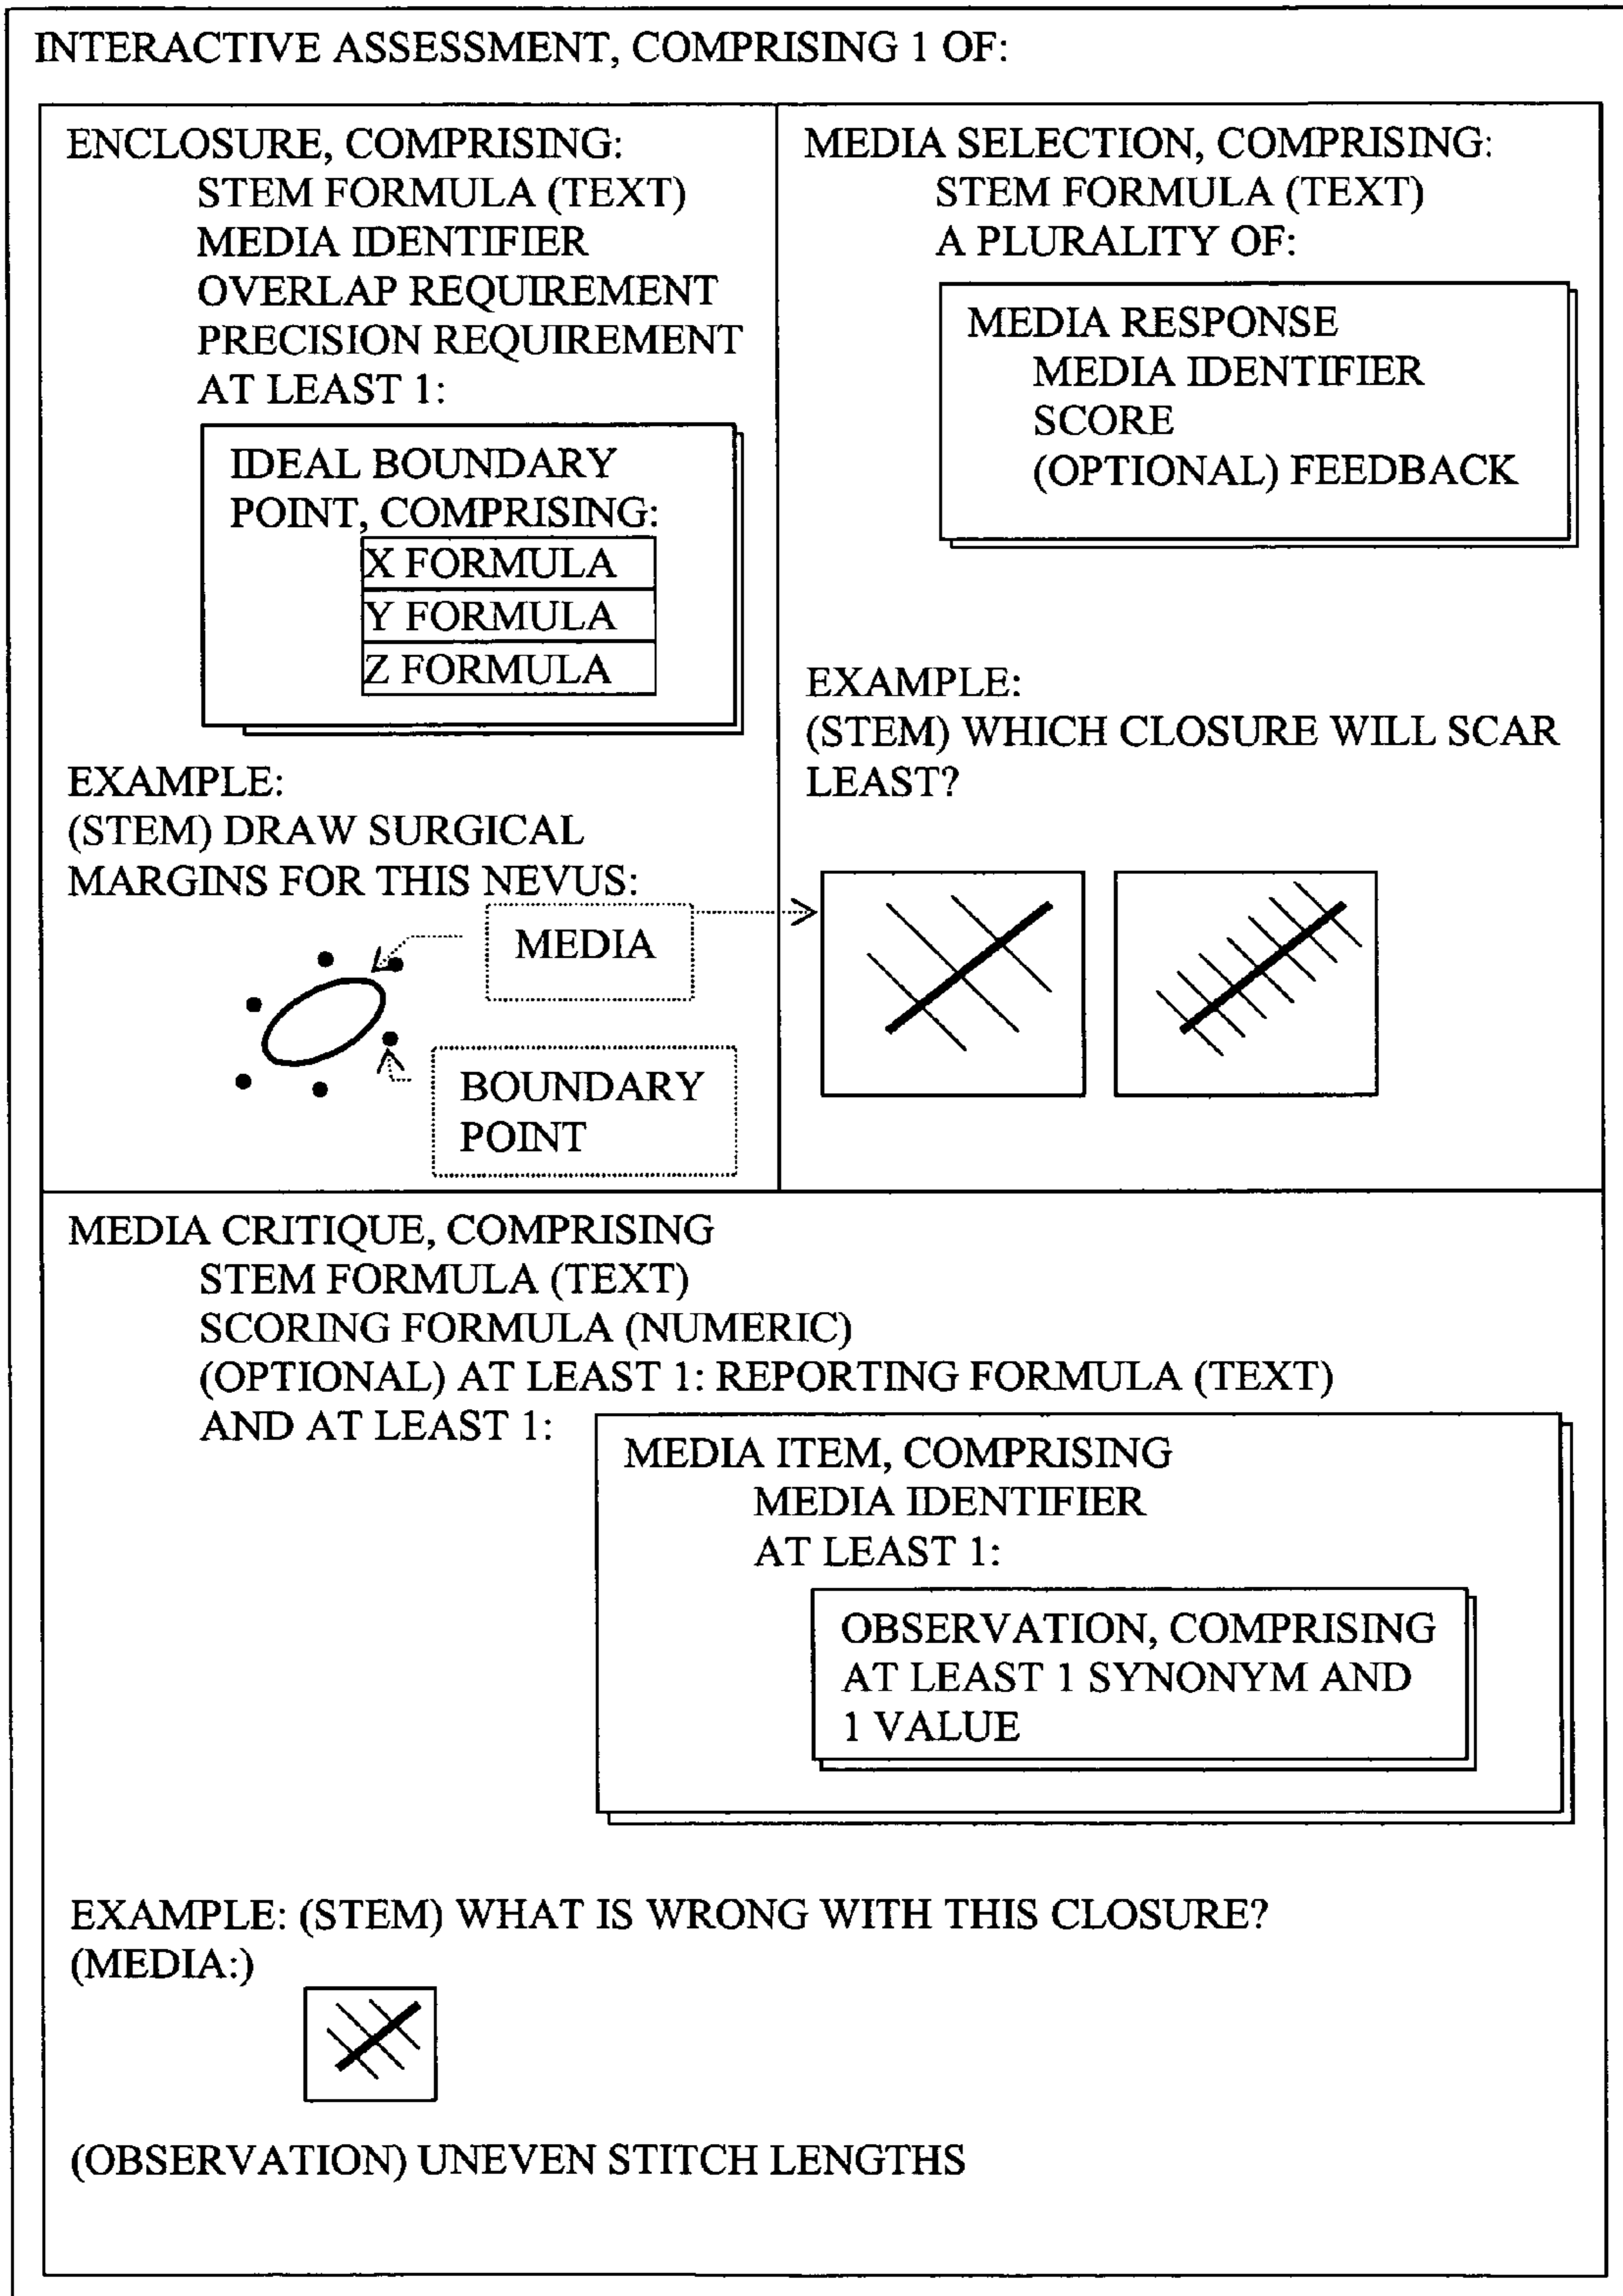 INTERACTIVE ASSESSMENT, COMPRISING 1 OF:
ENCLOSURE, COMPRISING:
STEM FORMULA (TEXT)
MEDIA IDENTIFIER
OVERLAP REQUIREMENT
PRECISION REQUIREMENT
AT LEAST 1:
IDEAL BOUNDARY
POINT, COMPRISING:
X FORMULA
Y FORMULA
Z FORMULA
EXAMPLE:
(STEM) DRAW SURGICAL
MARGINS FOR THIS NEVUS:
MEDIA
BOUNDARY
POINT
MEDIA SELECTION, COMPRISING:
STEM FORMULA (TEXT)
A PLURALITY OF:
MEDIA RESPONSE
MEDIA IDENTIFIER
SCORE
(OPTIONAL) FEEDBACK
EXAMPLE:
(STEM) WHICH CLOSURE WILL SCAR
LEAST?
MEDIA CRITIQUE, COMPRISING
STEM FORMULA (TEXT)
SCORING FORMULA (NUMERIC)
(OPTIONAL) AT LEAST 1: REPORTING FORMULA (TEXT)
AND AT LEAST 1:
MEDIA ITEM, COMPRISING
MEDIA IDENTIFIER
AT LEAST 1:
OBSERVATION, COMPRISING
AT LEAST 1 SYNONYM AND
1 VALUE
EXAMPLE: (STEM) WHAT IS WRONG WITH THIS CLOSURE?
(MEDIA:)
(OBSERVATION) UNEVEN STITCH LENGTHS